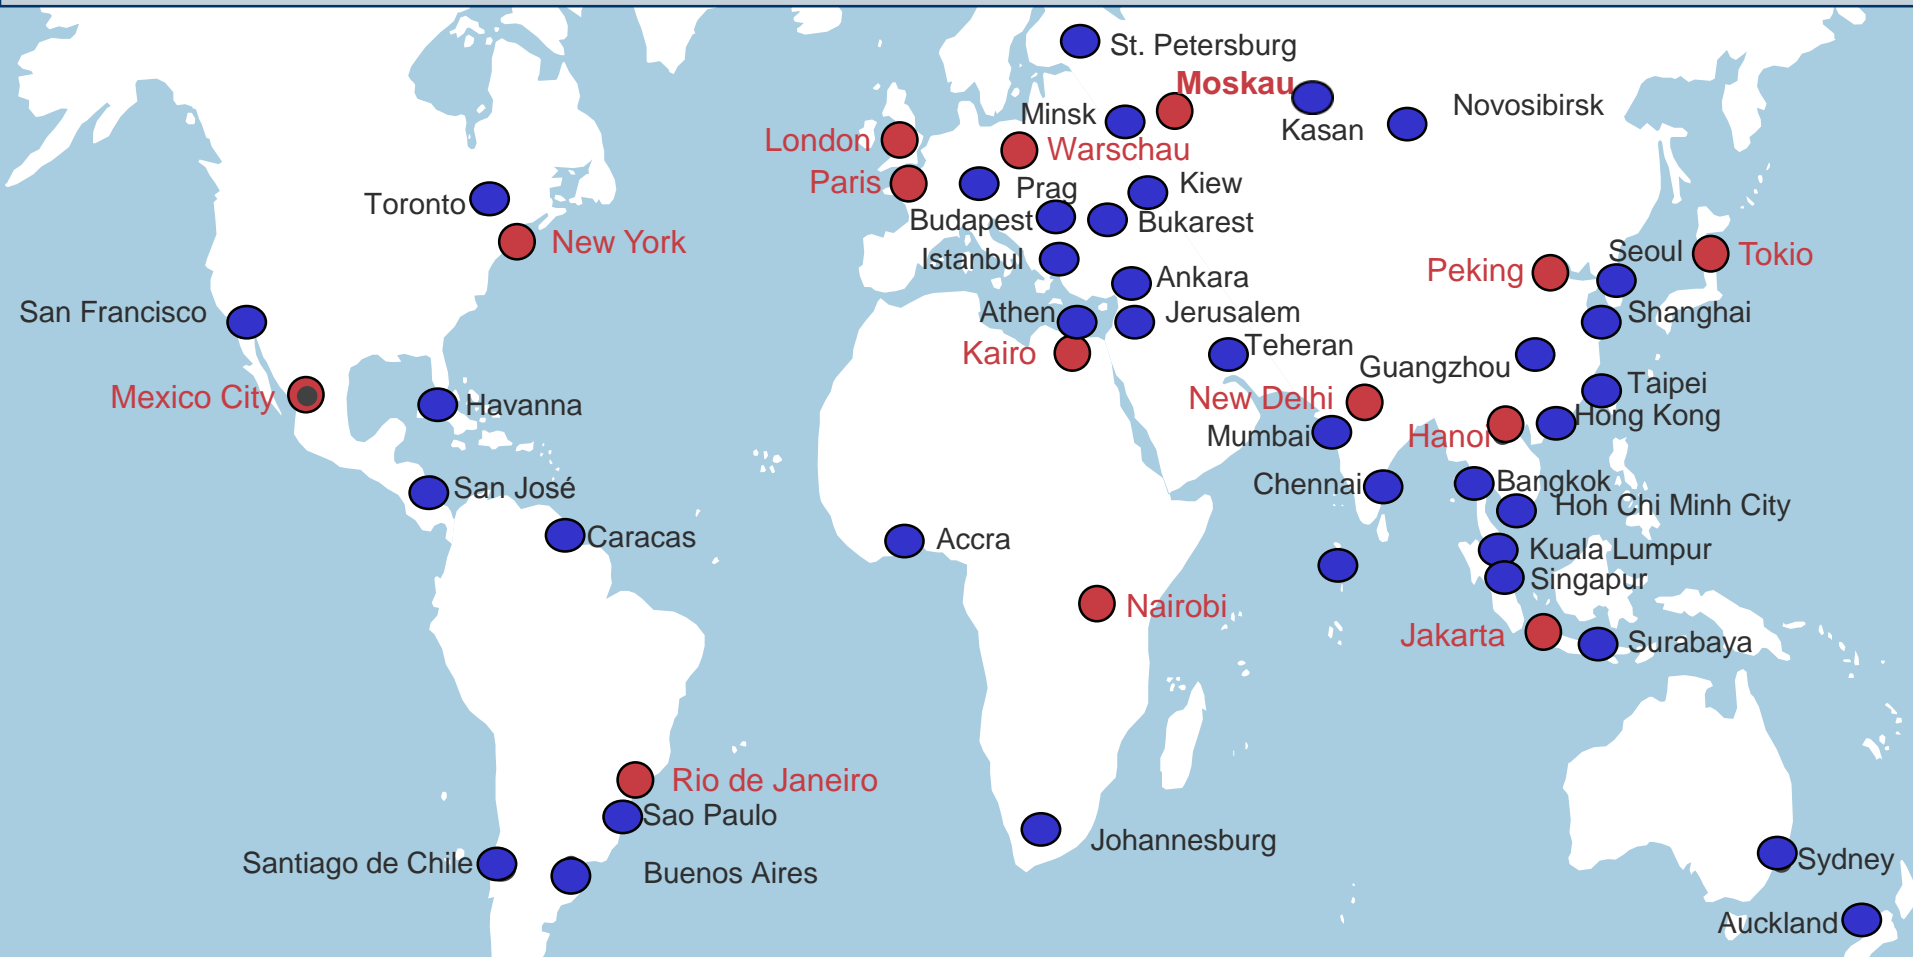 St. Petersburg
Moskau
Minsk
Kasan
Novosibirsk
London
Warschau
Paris
Prag
Kiew
Toronto
Budapest
Bukarest
New York
Istanbul
Ankara
Peking
Seoul
Tokio
San Francisco
Athen
Jerusalem
Shanghai
Kairo
Teheran
Guangzhou
Mexico City
Havanna
New Delhi
Taipei
Mumbai
Hanoi
Hong Kong
San José
Chennai
Bangkok
Hoh Chi Minh City
Caracas
Accra
Kuala Lumpur
Singapur
Nairobi
Jakarta
Surabaya
Rio de Janeiro
Sao Paulo
Johannesburg
Santiago de Chile
Buenos Aires
Sydney
Auckland